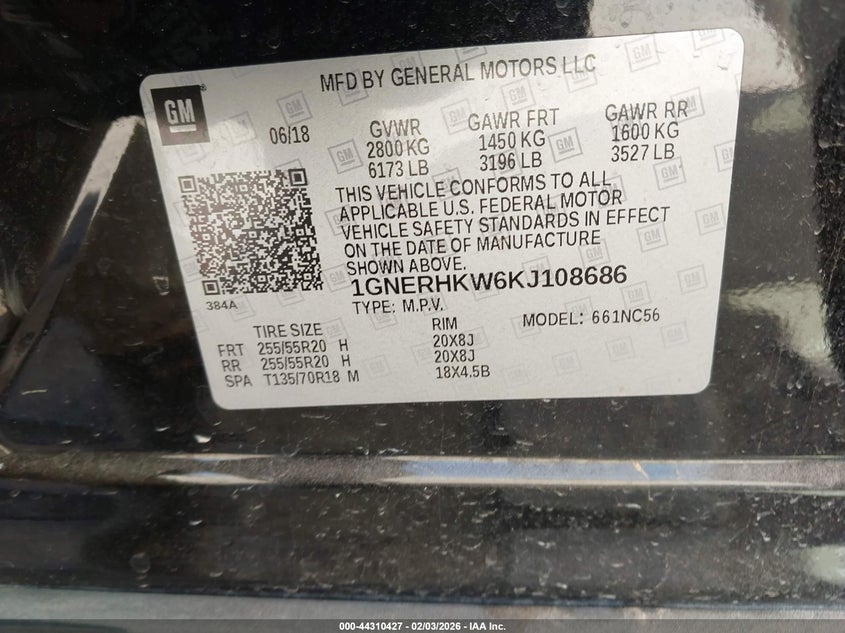 MFD BY GENERAL MOTORS LLC
GM
06/18
GVWR GAWR FRT GAWR RR
2800 KG 1450 KG 1600 KG
6173 LB 3196 LB 3527 LB
THIS VEHICLE CONFORMS TO ALL
APPLICABLE U.S. FEDERAL MOTOR
VEHICLE SAFETY STANDARDS IN EFFECT
ON THE DATE OF MANUFACTURE
SHOWN ABOVE.
1GNERHKW6KJ108686
384A
TYPE: M.P.V. MODEL: 661NC56
TIRE SIZE RIM
FRT 255/55R20 H 20X8J
RR 255/55R20 H 20X8J
SPA T135/70R18 M 18X4.5B
000-44310427 - 02/03/2026 - IAA Inc.